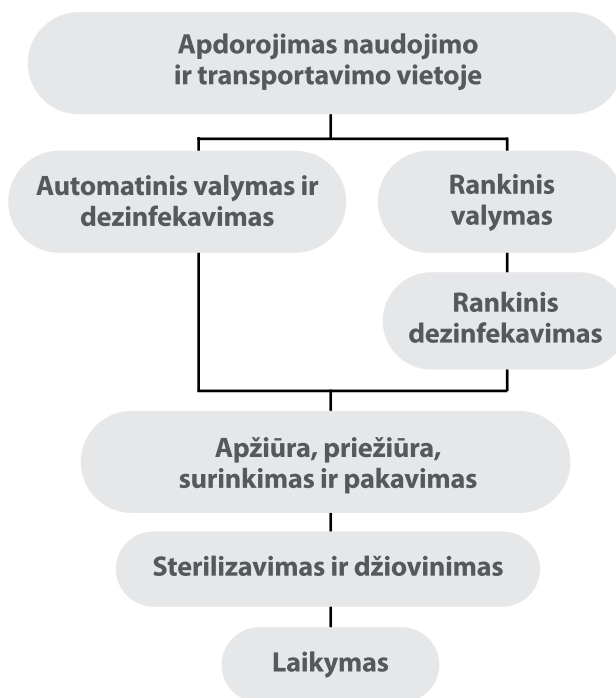 Apdorojimas naudojimo
ir transportavimo vietoje
Automatinis valymas ir
dezinfekavimas
Rankinis
valymas
Rankinis
dezinfekavimas
Apžiūra, priežiūra,
surinkimas ir pakavimas
Sterilizavimas ir džiovinimas
Laikymas